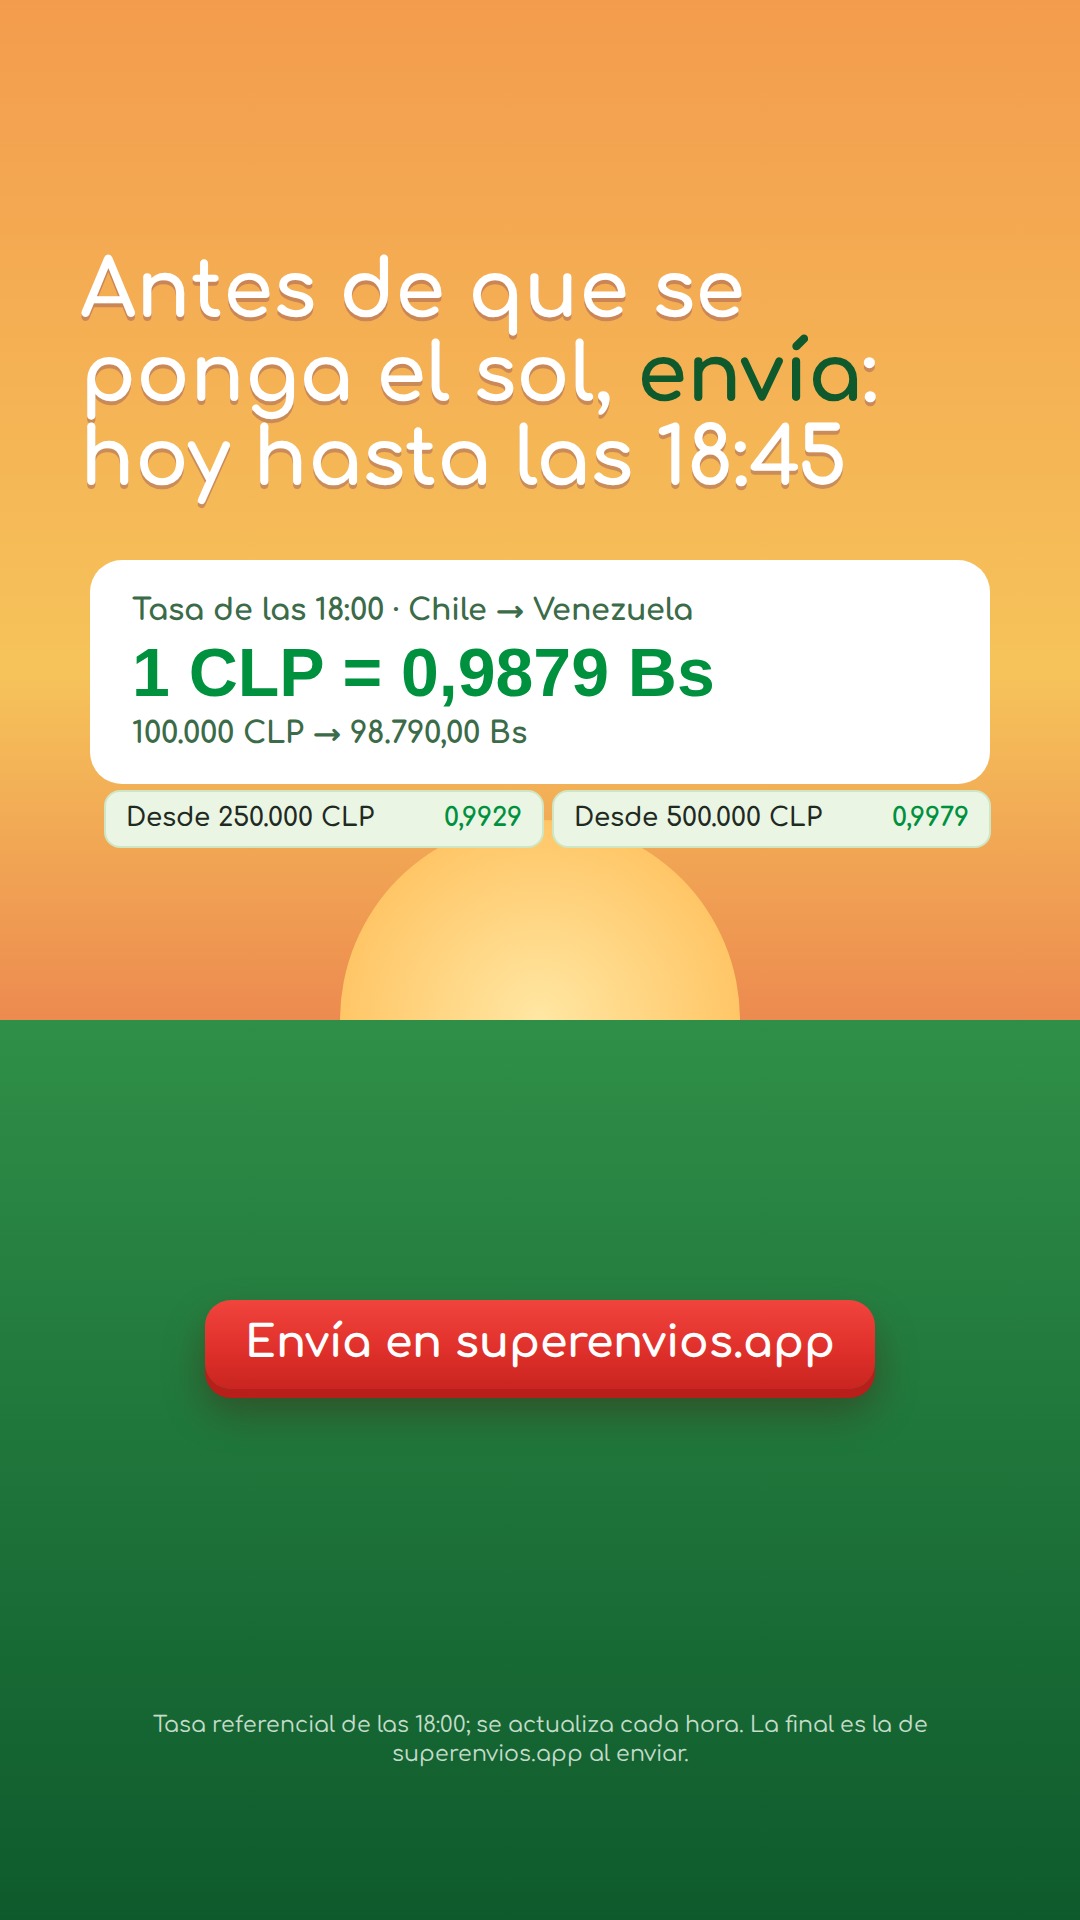 Antes de que se
ponga el sol, envía:
hoy hasta las 18:45
Tasa de las 18:00 · Chile → Venezuela
1 CLP = 0,9879 Bs
100.000 CLP → 98.790,00 Bs
Desde 250.000 CLP 0,9929
Desde 500.000 CLP 0,9979
Envía en superenvios.app
Tasa referencial de las 18:00; se actualiza cada hora. La final es la de
superenvios.app al enviar.